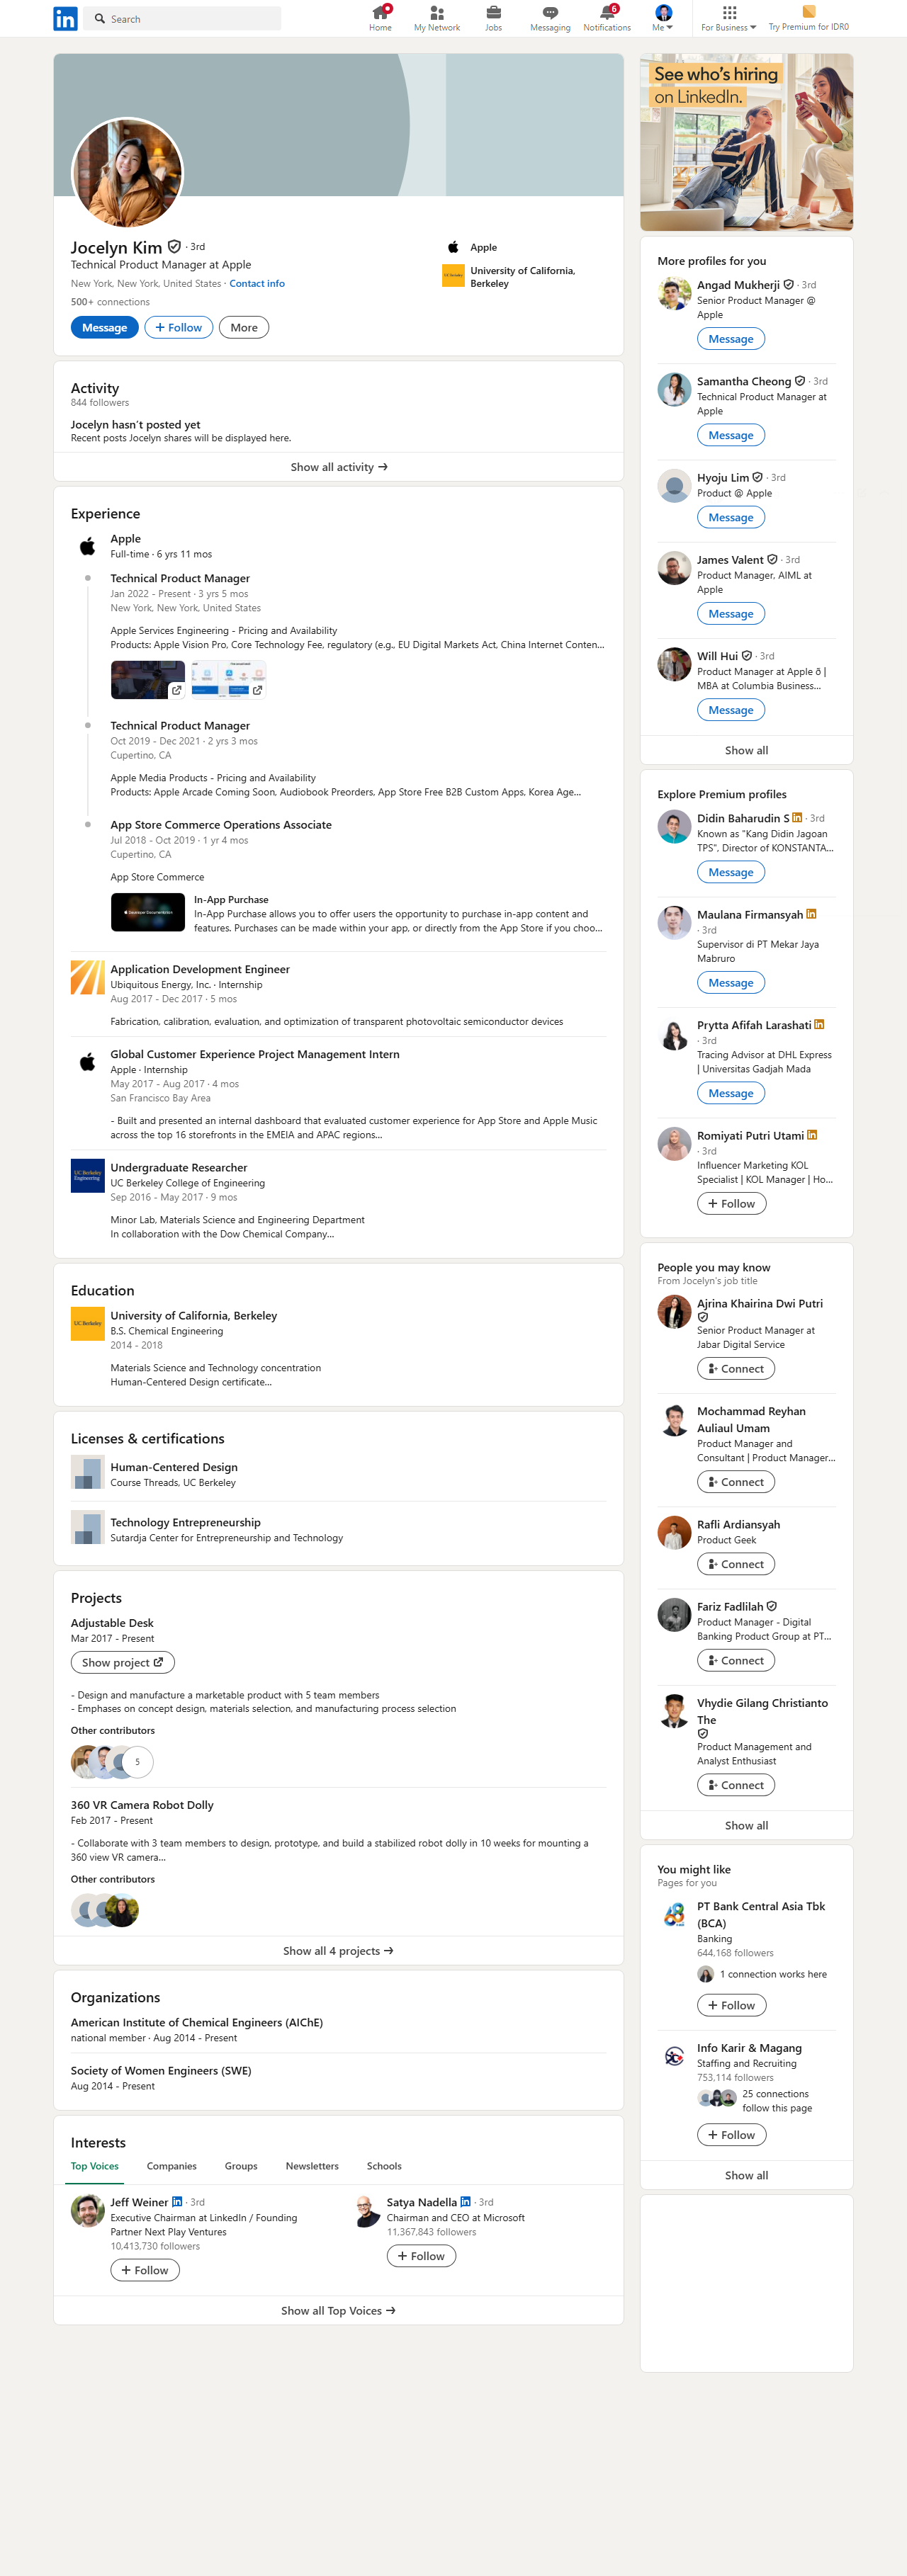 in
Search
Home
My Network
Jobs
Messaging
6
Notifications
Me
For Business
Try Premium for IDR0
See who's hiring
on LinkedIn.
Jocelyn Kim · 3rd
Technical Product Manager at Apple
New York, New York, United States · Contact info
500+ connections
Message
+ Follow
More
Apple
University of California,
Berkeley
Activity
844 followers
Jocelyn hasn't posted yet
Recent posts Jocelyn shares will be displayed here.
Show all activity →
Experience
Apple
Full-time · 6 yrs 11 mos
Technical Product Manager
Jan 2022 - Present · 3 yrs 5 mos
New York, New York, United States
Apple Services Engineering - Pricing and Availability
Products: Apple Vision Pro, Core Technology Fee, regulatory (e.g., EU Digital Markets Act, China Internet Conten...
Technical Product Manager
Oct 2019 - Dec 2021 · 2 yrs 3 mos
Cupertino, CA
Apple Media Products - Pricing and Availability
Products: Apple Arcade Coming Soon, Audiobook Preorders, App Store Free B2B Custom Apps, Korea Age...
App Store Commerce Operations Associate
Jul 2018 - Oct 2019 · 1 yr 4 mos
Cupertino, CA
App Store Commerce
Developer Documentation
In-App Purchase
In-App Purchase allows you to offer users the opportunity to purchase in-app content and
features. Purchases can be made within your app, or directly from the App Store if you choo...
Application Development Engineer
Ubiquitous Energy, Inc. · Internship
Aug 2017 - Dec 2017 · 5 mos
Fabrication, calibration, evaluation, and optimization of transparent photovoltaic semiconductor devices
Global Customer Experience Project Management Intern
Apple · Internship
May 2017 - Aug 2017 · 4 mos
San Francisco Bay Area
- Built and presented an internal dashboard that evaluated customer experience for App Store and Apple Music
across the top 16 storefronts in the EMEIA and APAC regions...
UC Berkeley
Engineering
Undergraduate Researcher
UC Berkeley College of Engineering
Sep 2016 - May 2017 · 9 mos
Minor Lab, Materials Science and Engineering Department
In collaboration with the Dow Chemical Company...
Education
UC Berkeley
University of California, Berkeley
B.S. Chemical Engineering
2014 - 2018
Materials Science and Technology concentration
Human-Centered Design certificate...
Licenses & certifications
Human-Centered Design
Course Threads, UC Berkeley
Technology Entrepreneurship
Sutardja Center for Entrepreneurship and Technology
Projects
Adjustable Desk
Mar 2017 - Present
Show project
- Design and manufacture a marketable product with 5 team members
- Emphases on concept design, materials selection, and manufacturing process selection
Other contributors
5
360 VR Camera Robot Dolly
Feb 2017 - Present
- Collaborate with 3 team members to design, prototype, and build a stabilized robot dolly in 10 weeks for mounting a
360 view VR camera...
Other contributors
Show all 4 projects →
Organizations
American Institute of Chemical Engineers (AIChE)
national member · Aug 2014 - Present
Society of Women Engineers (SWE)
Aug 2014 - Present
Interests
Top Voices
Companies
Groups
Newsletters
Schools
Jeff Weiner in · 3rd
Executive Chairman at LinkedIn / Founding
Partner Next Play Ventures
10,413,730 followers
+ Follow
Satya Nadella in · 3rd
Chairman and CEO at Microsoft
11,367,843 followers
+ Follow
Show all Top Voices →
More profiles for you
Angad Mukherji · 3rd
Senior Product Manager @
Apple
Message
Samantha Cheong · 3rd
Technical Product Manager at
Apple
Message
Hyoju Lim · 3rd
Product @ Apple
Message
James Valent · 3rd
Product Manager, AIML at
Apple
Message
Will Hui · 3rd
Product Manager at Apple ð |
MBA at Columbia Business...
Message
Show all
Explore Premium profiles
Didin Baharudin S in · 3rd
Known as "Kang Didin Jagoan
TPS", Director of KONSTANTA...
Message
Maulana Firmansyah in
· 3rd
Supervisor di PT Mekar Jaya
Mabruro
Message
Prytta Afifah Larashati in
· 3rd
Tracing Advisor at DHL Express
| Universitas Gadjah Mada
Message
Romiyati Putri Utami in
· 3rd
Influencer Marketing KOL
Specialist | KOL Manager | Ho...
+ Follow
People you may know
From Jocelyn's job title
Ajrina Khairina Dwi Putri
Senior Product Manager at
Jabar Digital Service
Connect
Mochammad Reyhan
Auliaul Umam
Product Manager and
Consultant | Product Manager...
Connect
Rafli Ardiansyah
Product Geek
Connect
Fariz Fadlilah
Product Manager - Digital
Banking Product Group at PT...
Connect
Vhydie Gilang Christianto
The
Product Management and
Analyst Enthusiast
Connect
Show all
You might like
Pages for you
PT Bank Central Asia Tbk
(BCA)
Banking
644,168 followers
1 connection works here
+ Follow
Info Karir & Magang
Staffing and Recruiting
753,114 followers
25 connections
follow this page
+ Follow
Show all